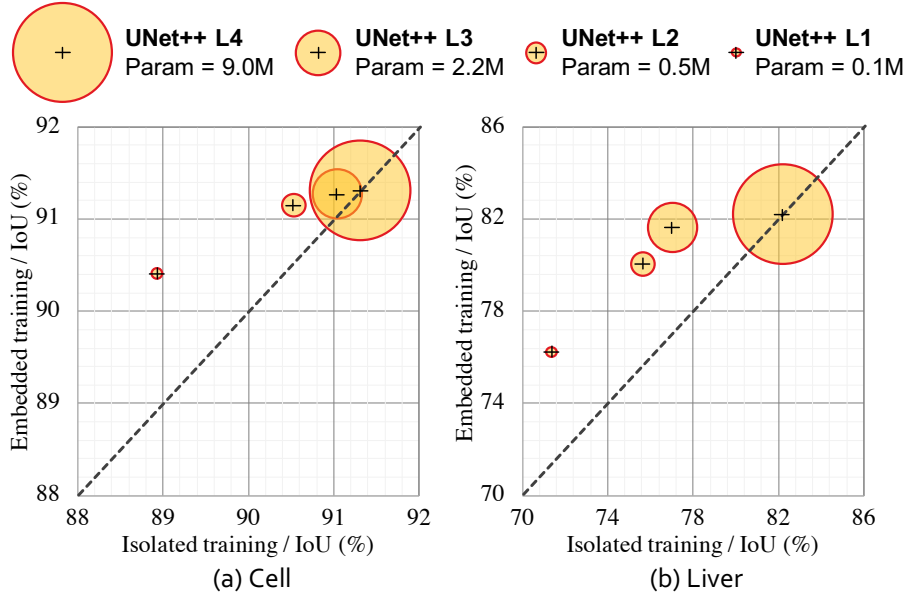 UNet++ L4
Param = 9.0M
UNet++ L3
Param = 2.2M
UNet++ L2
Param = 0.5M
UNet++ L1
Param = 0.1M
Embedded training / IoU (%)
92
91
90
89
88
88 89 90 91 92
Isolated training / IoU (%)
(a) Cell
Embedded training / IoU (%)
86
82
78
74
70
70 74 78 82 86
Isolated training / IoU (%)
(b) Liver